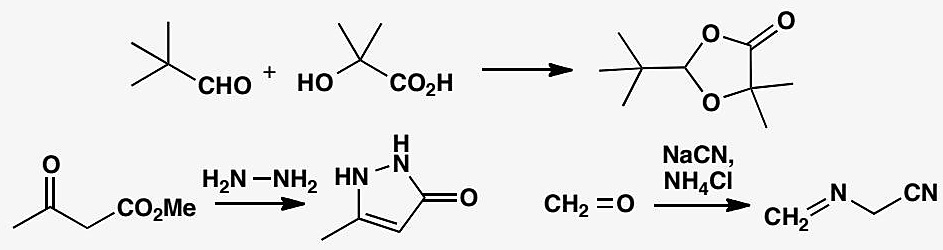 CHO + HO CO₂H O O O
O CO₂Me H₂N—NH₂ HN N H O CH₂=O NaCN, NH₄Cl CH₂ N CN